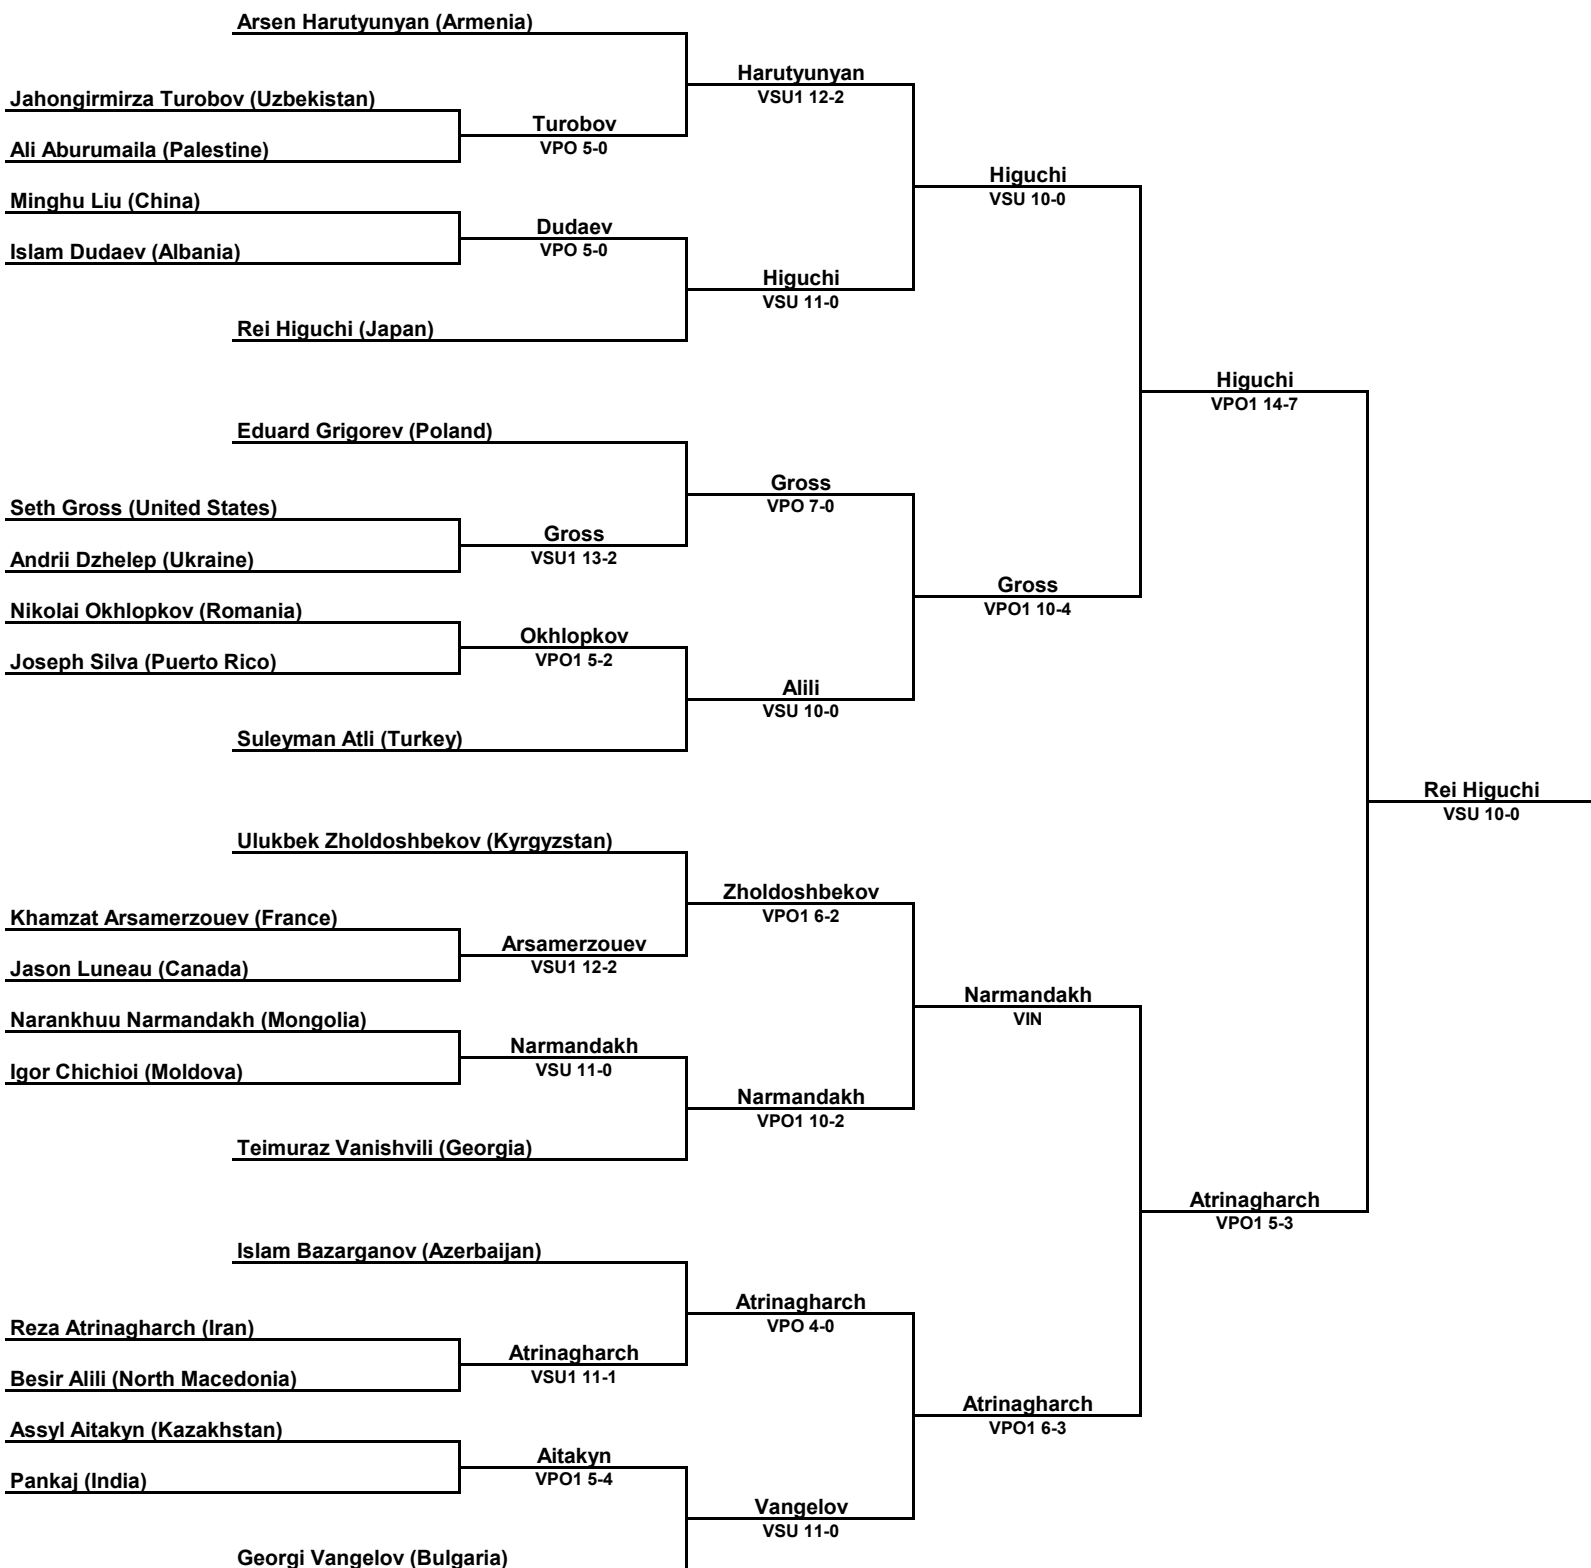 Arsen Harutyunyan (Armenia)
Harutyunyan
VSU1 12-2
Jahongirmirza Turobov (Uzbekistan)
Turobov
VPO 5-0
Ali Aburumaila (Palestine)
Higuchi
VSU 10-0
Minghu Liu (China)
Dudaev
VPO 5-0
Islam Dudaev (Albania)
Higuchi
VSU 11-0
Rei Higuchi (Japan)
Higuchi
VPO1 14-7
Eduard Grigorev (Poland)
Gross
VPO 7-0
Seth Gross (United States)
Gross
VSU1 13-2
Andrii Dzhelep (Ukraine)
Gross
VPO1 10-4
Nikolai Okhlopkov (Romania)
Okhlopkov
VPO1 5-2
Joseph Silva (Puerto Rico)
Alili
VSU 10-0
Suleyman Atli (Turkey)
Rei Higuchi
VSU 10-0
Ulukbek Zholdoshbekov (Kyrgyzstan)
Zholdoshbekov
VPO1 6-2
Khamzat Arsamerzouev (France)
Arsamerzouev
VSU1 12-2
Jason Luneau (Canada)
Narmandakh
VIN
Narankhuu Narmandakh (Mongolia)
Narmandakh
VSU 11-0
Igor Chichioi (Moldova)
Narmandakh
VPO1 10-2
Teimuraz Vanishvili (Georgia)
Atrinagharch
VPO1 5-3
Islam Bazarganov (Azerbaijan)
Atrinagharch
VPO 4-0
Reza Atrinagharch (Iran)
Atrinagharch
VSU1 11-1
Besir Alili (North Macedonia)
Atrinagharch
VPO1 6-3
Assyl Aitakyn (Kazakhstan)
Aitakyn
VPO1 5-4
Pankaj (India)
Vangelov
VSU 11-0
Georgi Vangelov (Bulgaria)